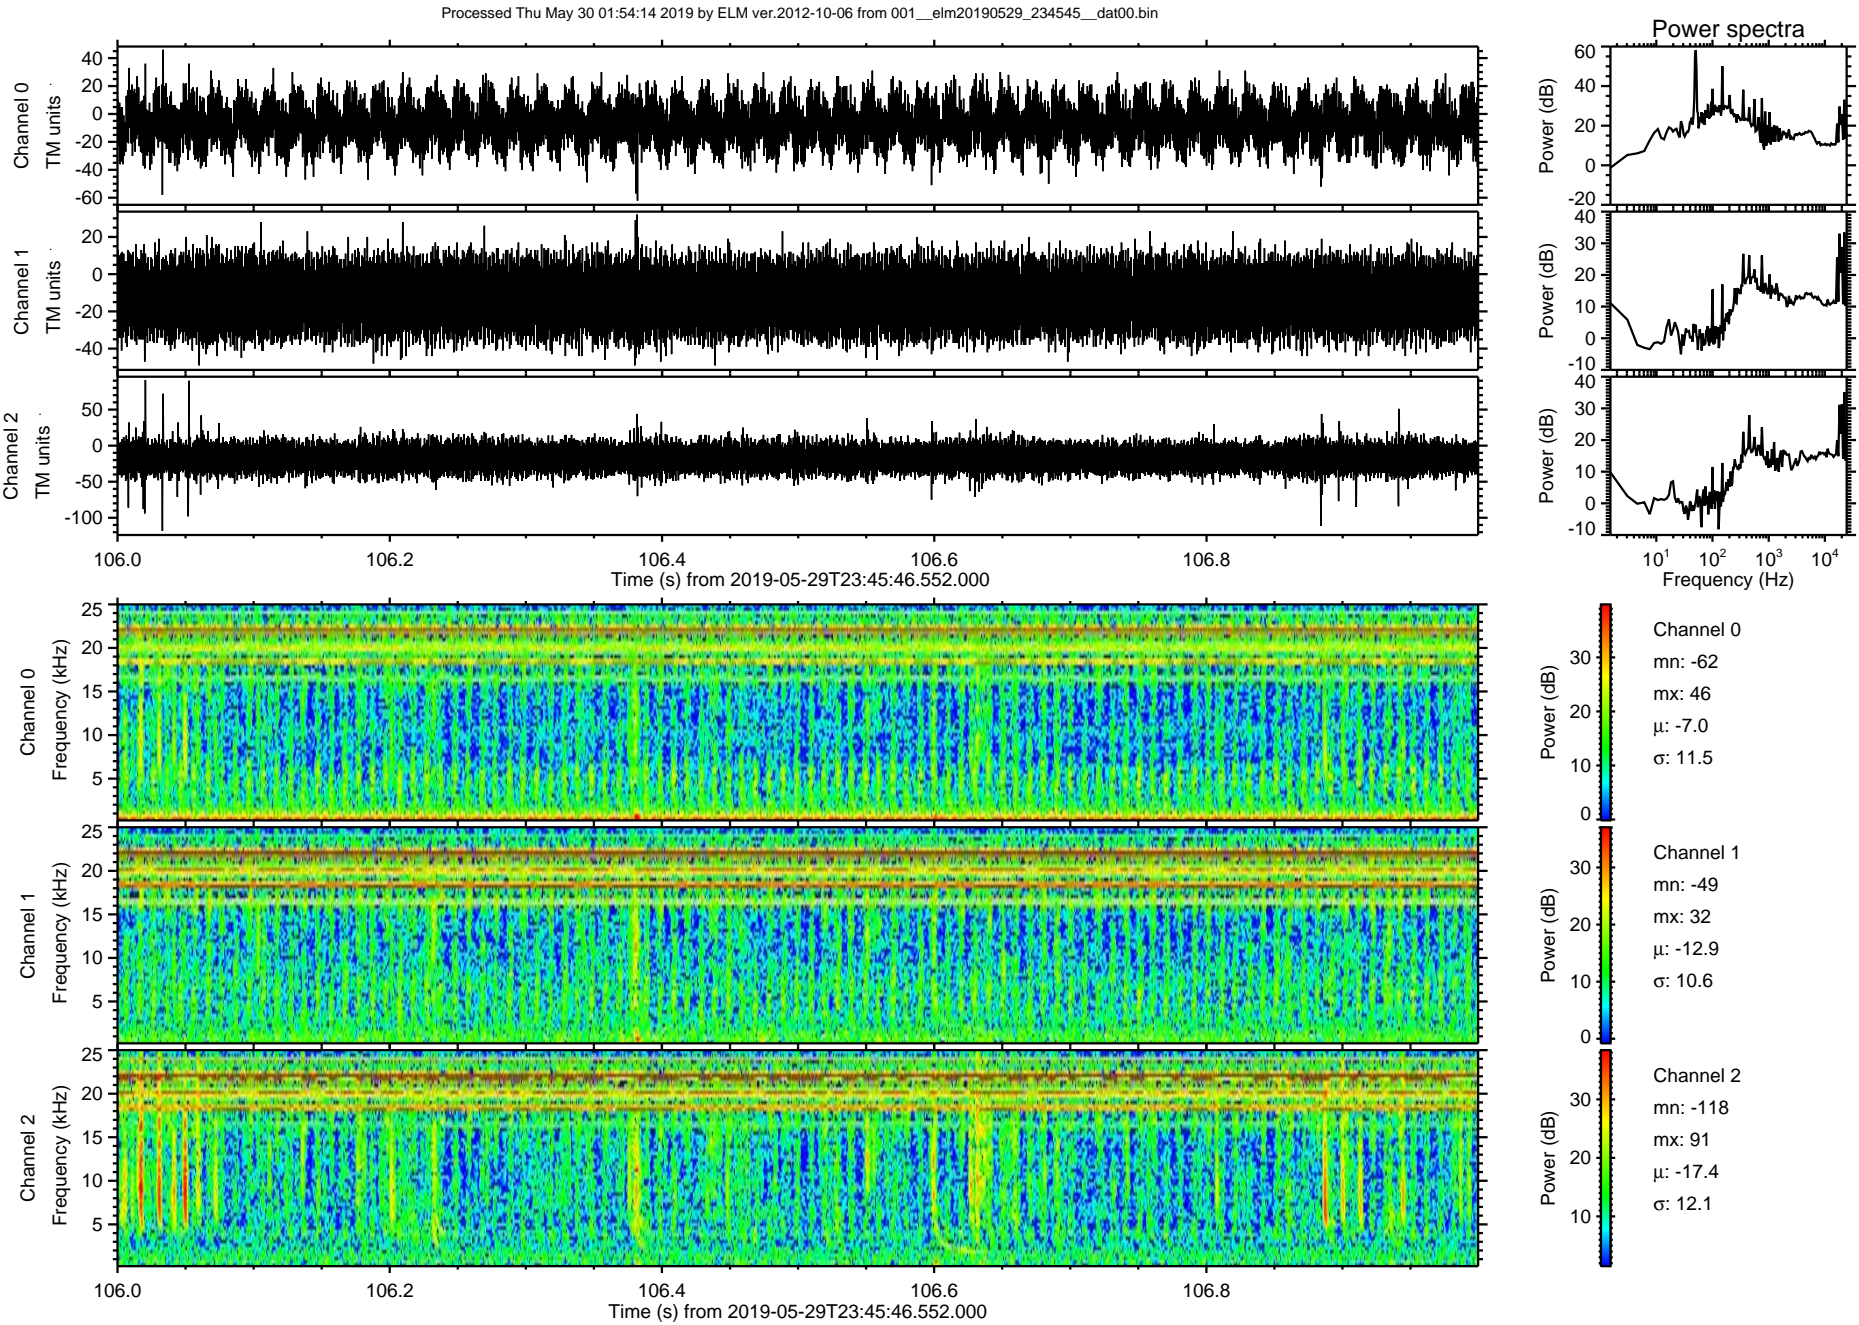 Processed Thu May 30 01:54:14 2019 by ELM ver.2012-10-06 from 001__elm20190529_234545__dat00.bin
Power spectra
Channel 0
TM units
40
20
0
-20
-40
-60
Power (dB)
60
40
20
0
-20
Channel 1
TM units
20
0
-20
-40
Power (dB)
40
30
20
10
0
-10
Channel 2
TM units
50
0
-50
-100
Power (dB)
40
30
20
10
0
-10
106.0 106.2 106.4 106.6 106.8
Time (s) from 2019-05-29T23:45:46.552.000
10¹ 10² 10³ 10⁴
Frequency (Hz)
Channel 0
Frequency (kHz)
25
20
15
10
5
Power (dB)
30
20
10
0
Channel 0
mn: -62
mx: 46
μ: -7.0
σ: 11.5
Channel 1
Frequency (kHz)
25
20
15
10
5
Power (dB)
30
20
10
0
Channel 1
mn: -49
mx: 32
μ: -12.9
σ: 10.6
Channel 2
Frequency (kHz)
25
20
15
10
5
Power (dB)
30
20
10
Channel 2
mn: -118
mx: 91
μ: -17.4
σ: 12.1
106.0 106.2 106.4 106.6 106.8
Time (s) from 2019-05-29T23:45:46.552.000